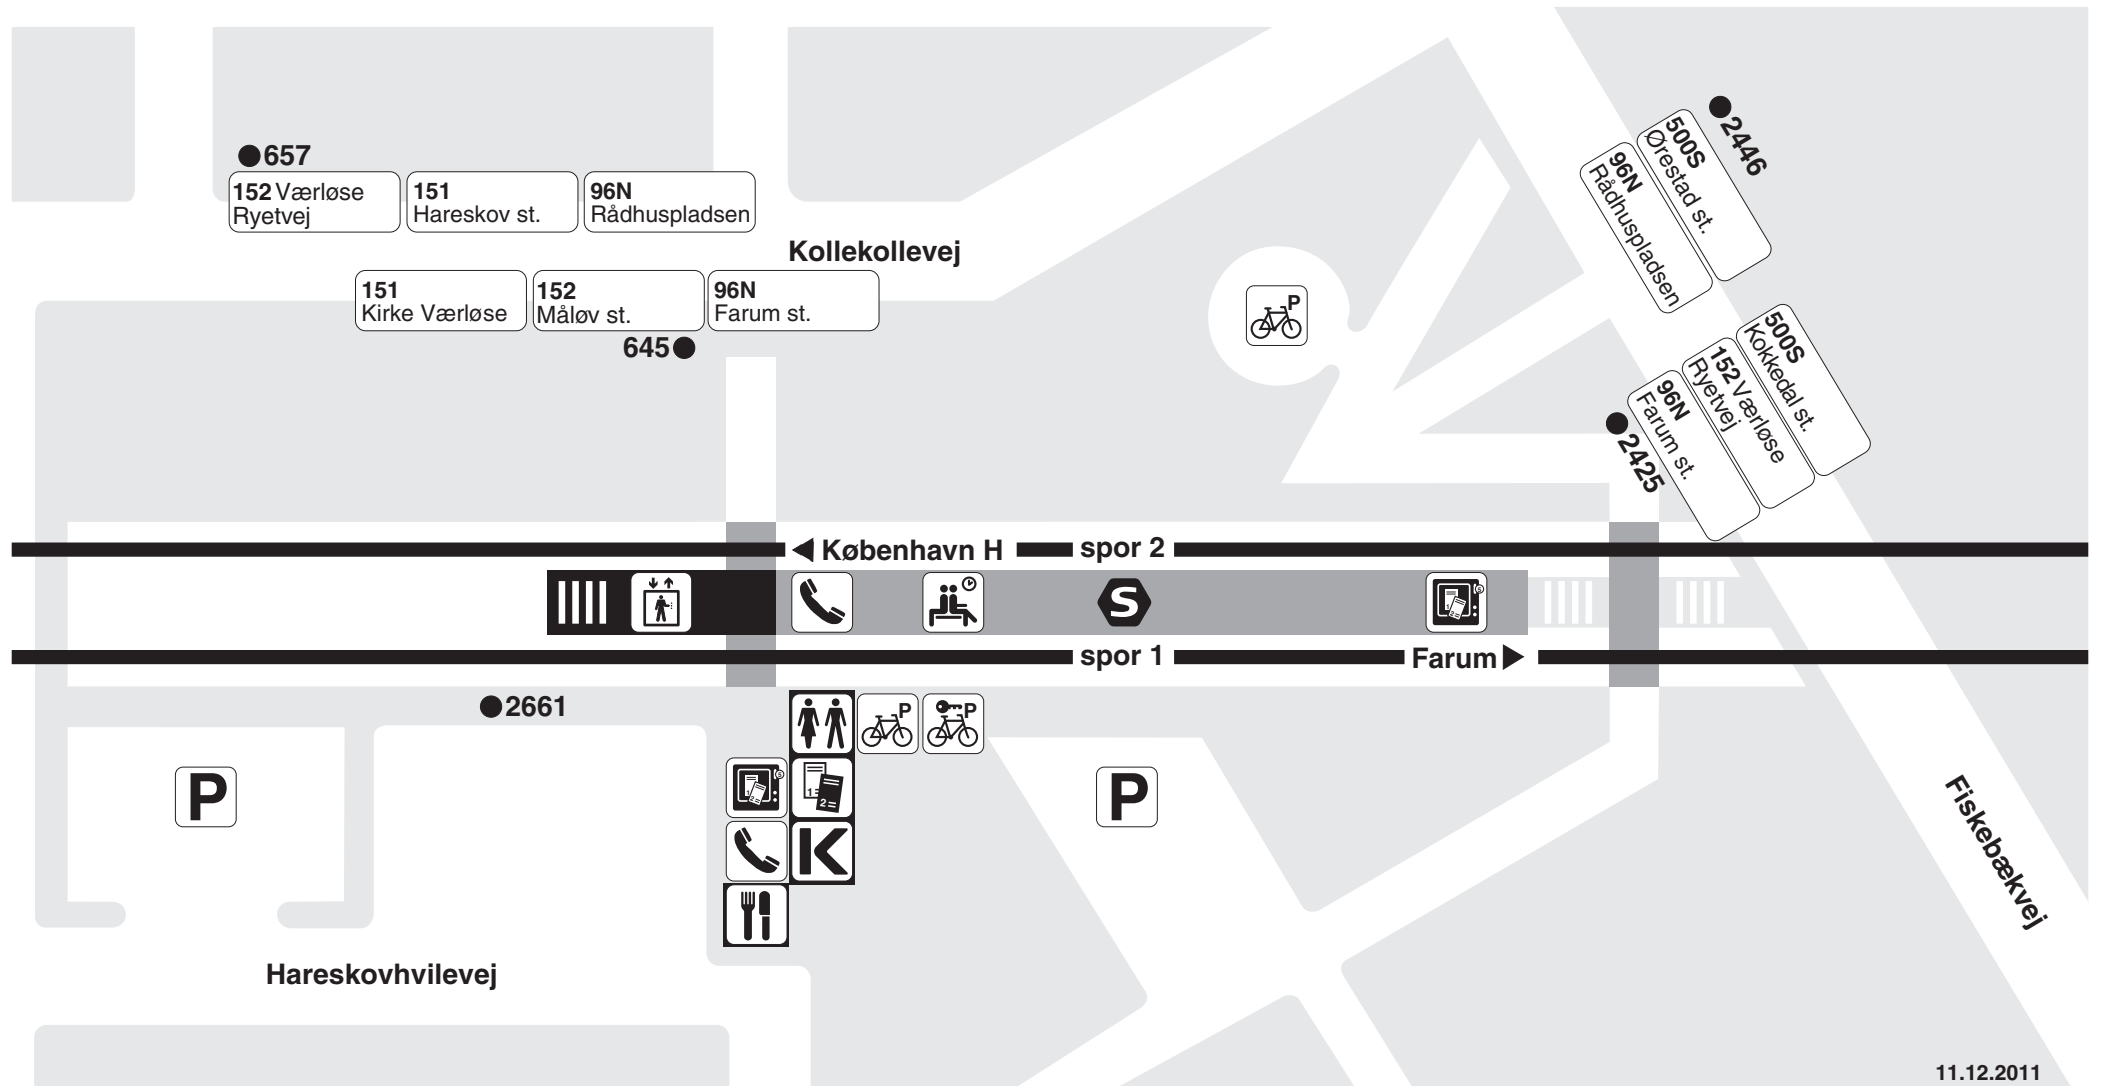 657
152 Værløse
Ryetvej
151
Hareskov st.
96N
Rådhuspladsen
Kollekollevej
151
Kirke Værløse
152
Måløv st.
96N
Farum st.
645
2446
500S
Ørestad st.
96N
Rådhuspladsen
500S
Kokkedal st.
152 Værløse
Ryetvej
96N
Farum st.
2425
P
København H
spor 2
S
spor 1
Farum
2661
P
P
P
P
1=
2=
K
Fiskebækvej
Hareskovhvilevej
11.12.2011